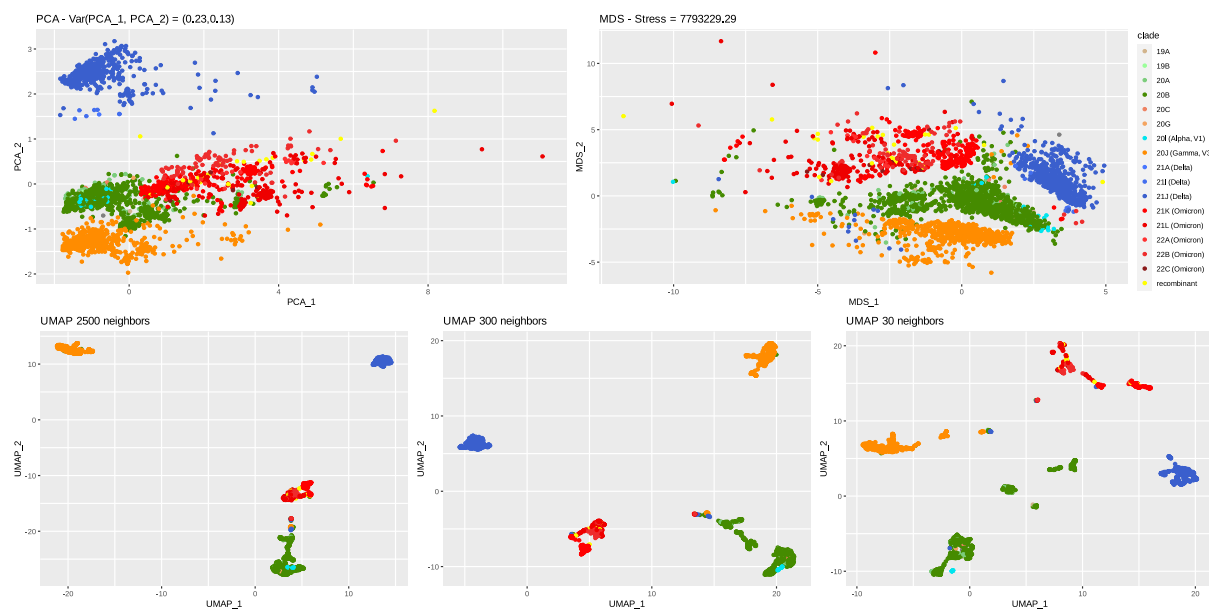 PCA - Var(PCA_1, PCA_2) = (0.23,0.13)
3
2
1
0
-1
-2
0
4
8
PCA_2
PCA_1
MDS - Stress = 7793229.29
10
5
0
-5
-10
-5
0
5
MDS_2
MDS_1
clade
19A
19B
20A
20B
20C
20G
20I (Alpha, V1)
20J (Gamma, V3
21A (Delta)
21I (Delta)
21J (Delta)
21K (Omicron)
21L (Omicron)
22A (Omicron)
22B (Omicron)
22C (Omicron)
recombinant
UMAP 2500 neighbors
10
0
-10
-20
-20
-10
0
10
UMAP_2
UMAP_1
UMAP 300 neighbors
20
10
0
-10
0
10
20
UMAP_2
UMAP_1
UMAP 30 neighbors
20
10
0
-10
-10
0
10
20
UMAP_2
UMAP_1